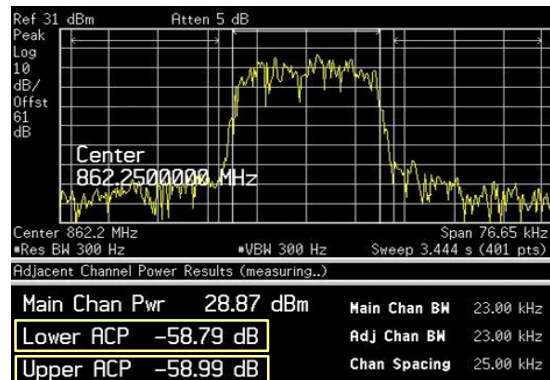 Ref 31 dBm Atten 5 dB
Peak
Log
10
dB/
Offst
61
dB
Center
862.2500000 MHz
Center 862.2 MHz Span 76.65 kHz
*Res BW 300 Hz *VBW 300 Hz Sweep 3.444 s (401 pts)
Adjacent Channel Power Results (measuring..)
Main Chan Pwr 28.87 dBm Main Chan BW 23.00 kHz
Lower ACP -58.79 dB Adj Chan BW 23.00 kHz
Upper ACP -58.99 dB Chan Spacing 25.00 kHz